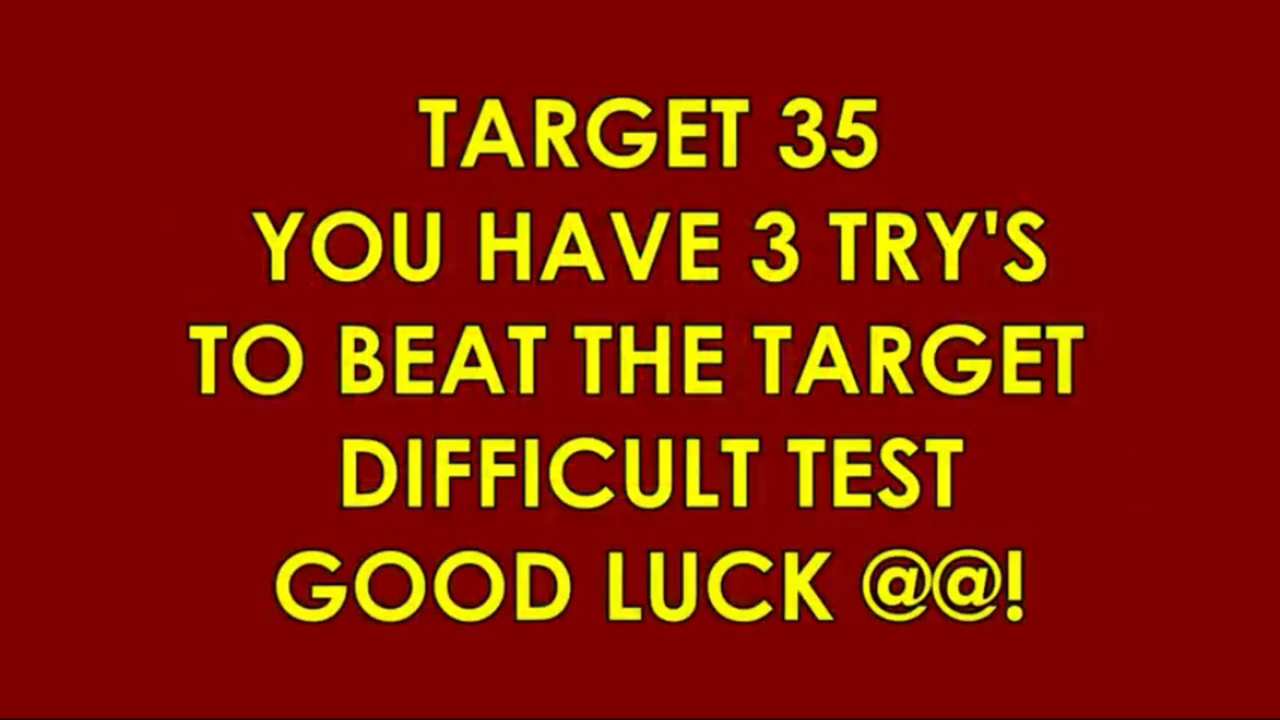 TARGET 35
YOU HAVE 3 TRY'S
TO BEAT THE TARGET
DIFFICULT TEST
GOOD LUCK @@!